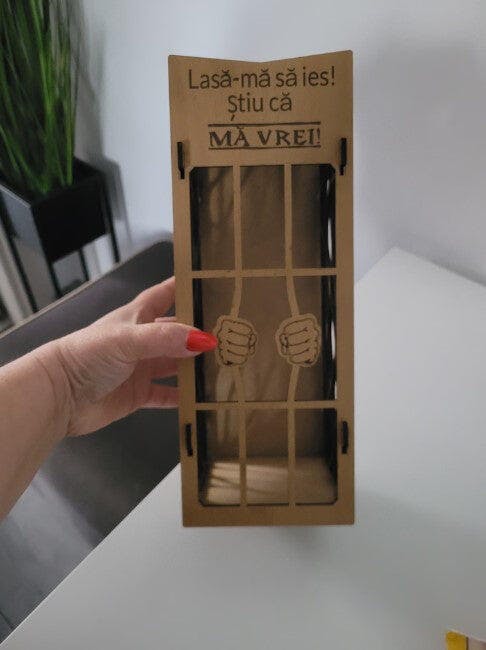 Lasă-mă să ies!
Știu că
MĂ VREI!